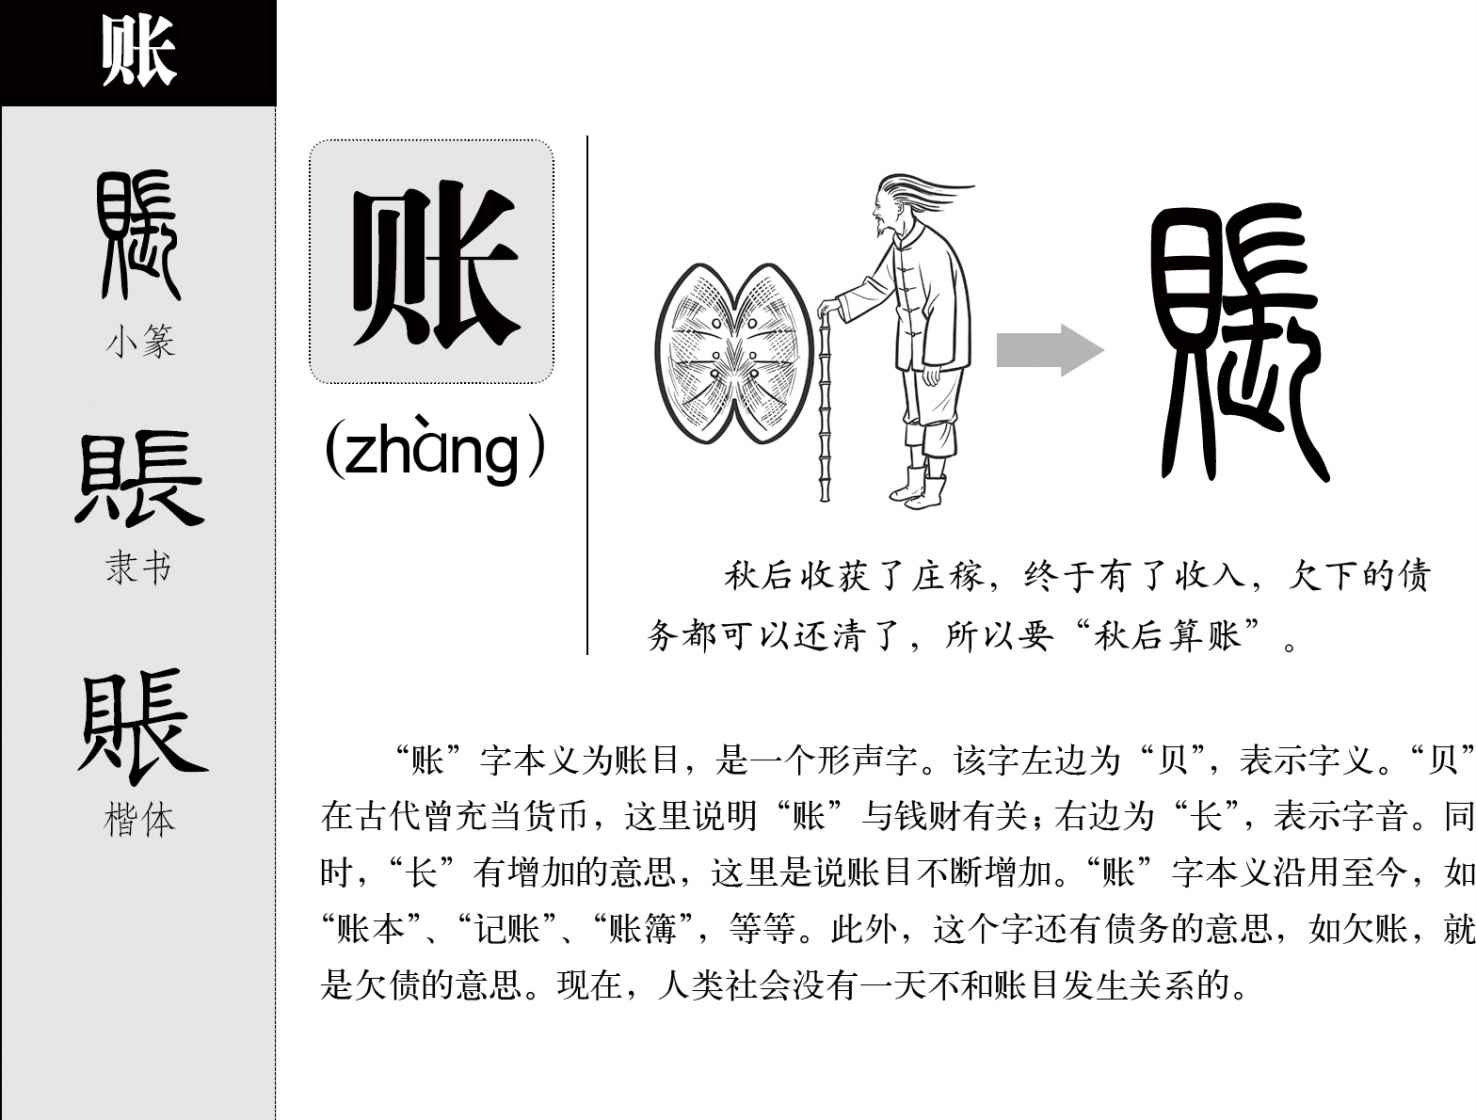 账
賬
小篆
賬
隶书
賬
楷体
账
(zhàng)
賬
秋后收获了庄稼，终于有了收入，欠下的债
务都可以还清了，所以要“秋后算账”。
“账”字本义为账目，是一个形声字。该字左边为“贝”，表示字义。“贝”
在古代曾充当货币，这里说明“账”与钱财有关；右边为“长”，表示字音。同
时，“长”有增加的意思，这里是说账目不断增加。“账”字本义沿用至今，如
“账本”、“记账”、“账簿”，等等。此外，这个字还有债务的意思，如欠账，就
是欠债的意思。现在，人类社会没有一天不和账目发生关系的。